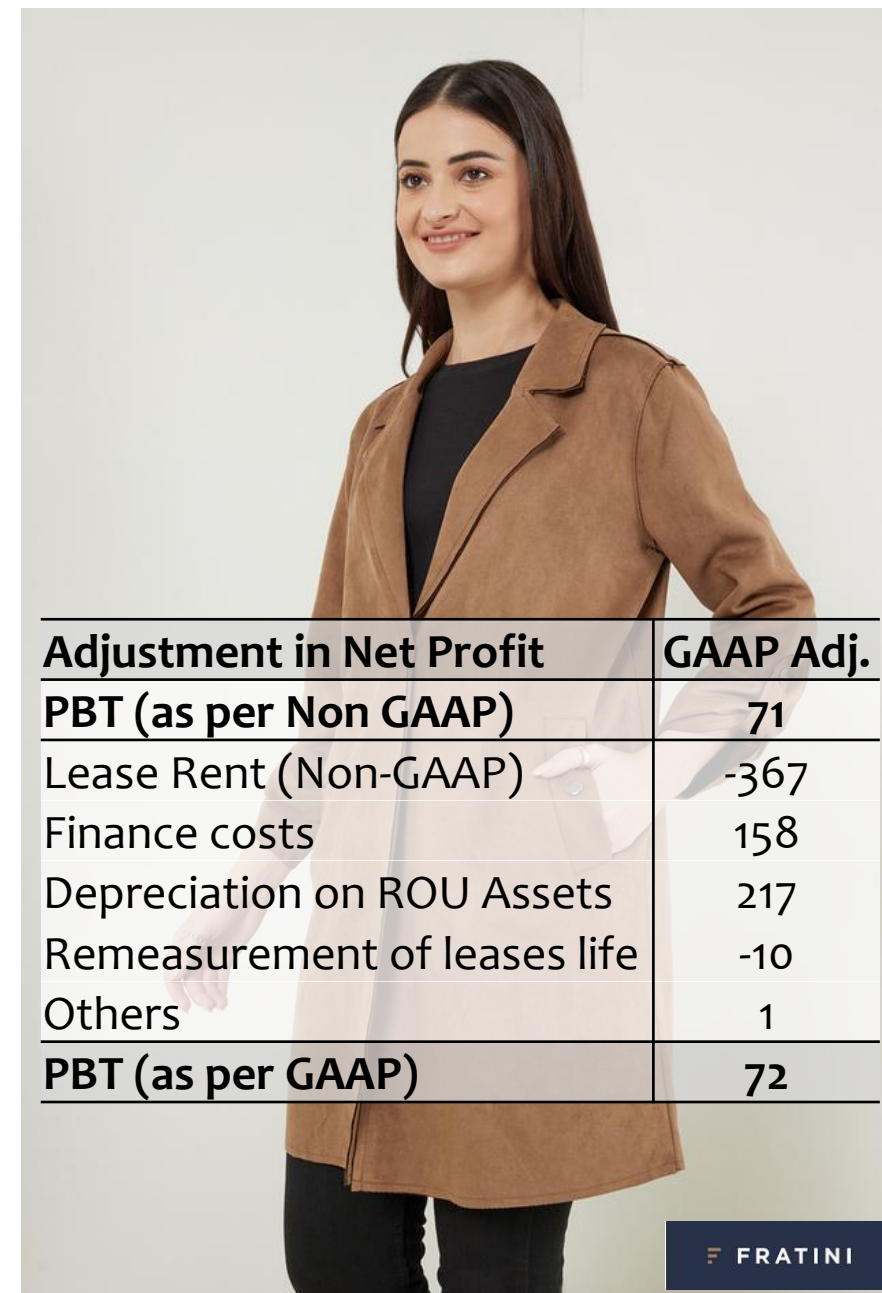 Adjustment in Net Profit GAAP Adj.
PBT (as per Non GAAP) 71
Lease Rent (Non-GAAP) -367
Finance costs 158
Depreciation on ROU Assets 217
Remeasurement of leases life -10
Others 1
PBT (as per GAAP) 72
FRATINI